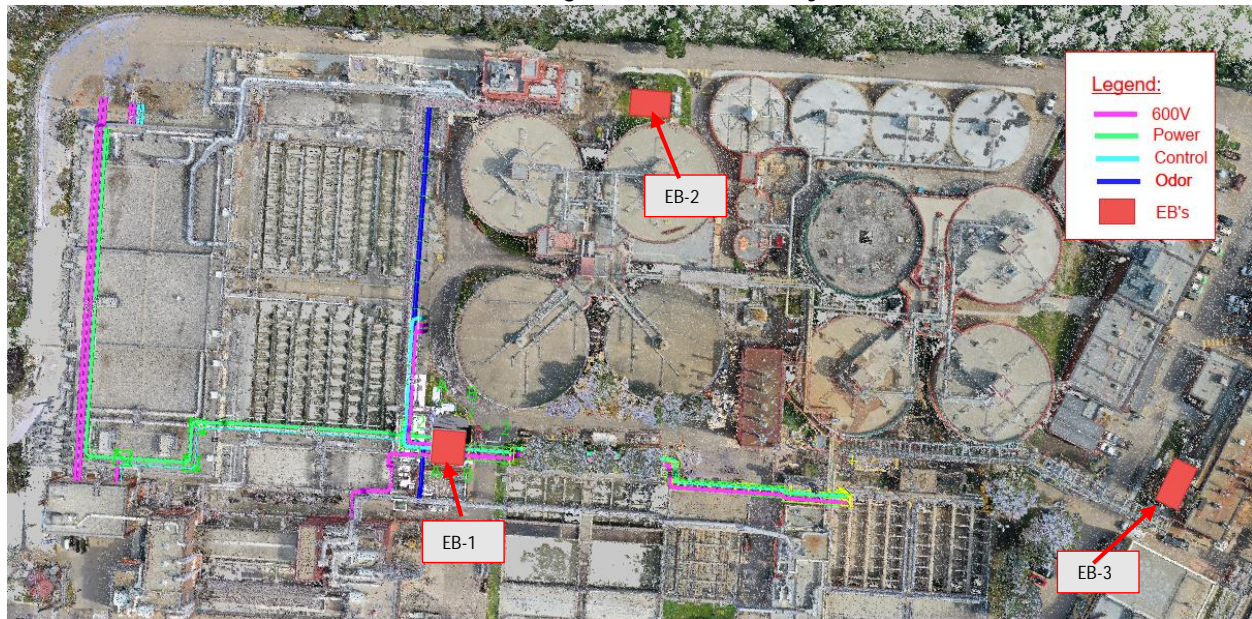 Legend:
600V
Power
Control
Odor
EB's
EB-2
EB-1
EB-3